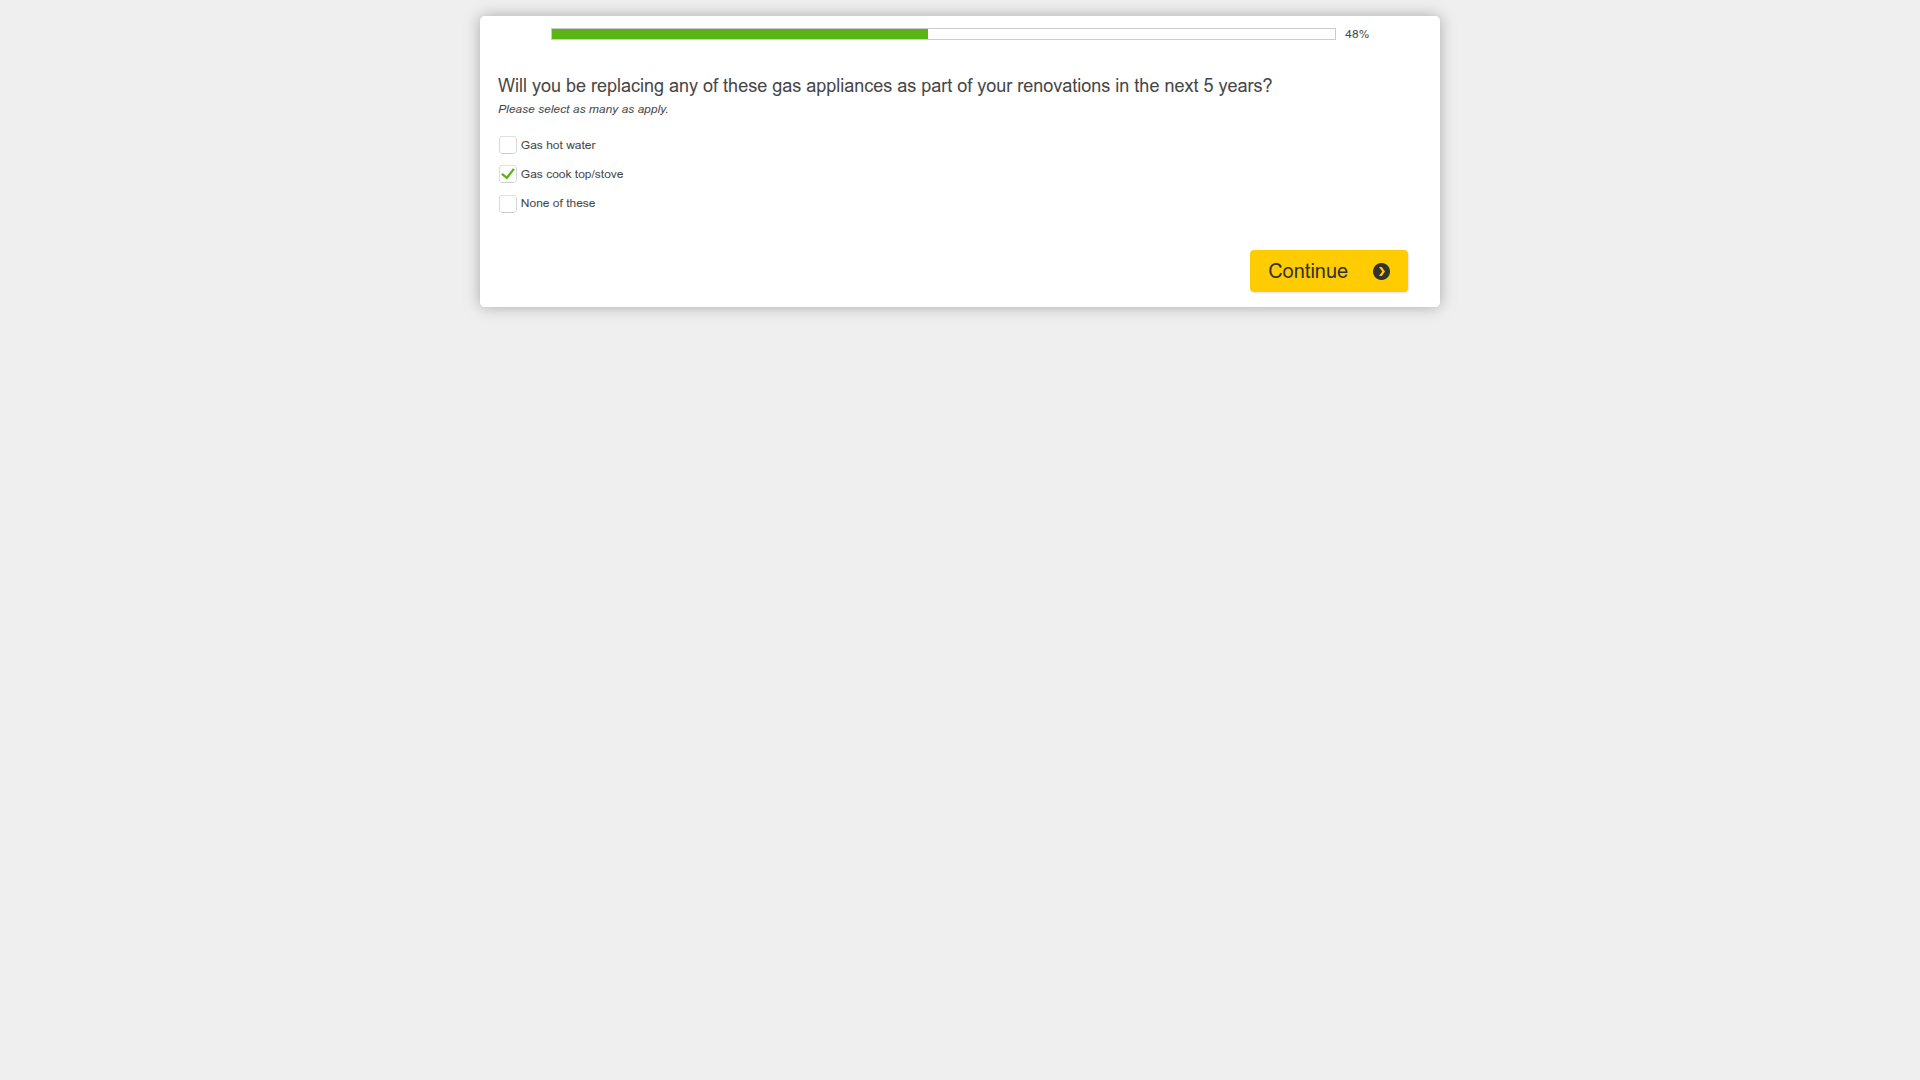 48%
Will you be replacing any of these gas appliances as part of your renovations in the next 5 years?
Please select as many as apply.
Gas hot water
Gas cook top/stove
None of these
Continue